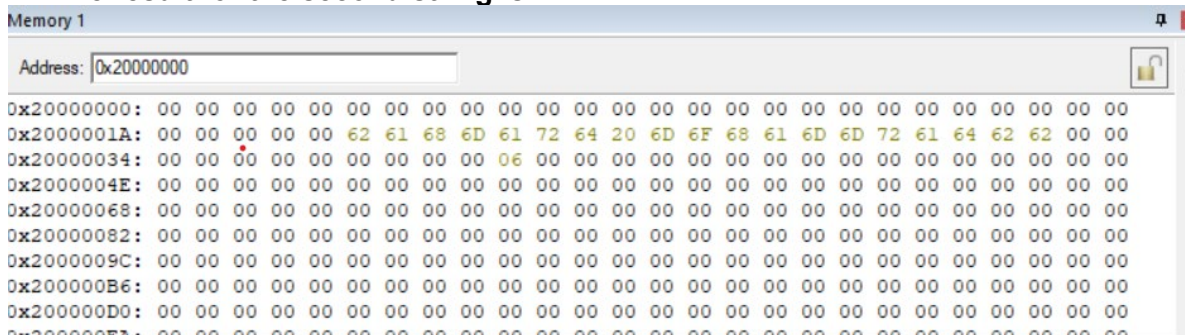 Memory 1
Address: 0x20000000
0x20000000: 00 00 00 00 00 00 00 00 00 00 00 00 00 00 00 00 00 00 00 00 00 00 00 00 00 00
0x2000001A: 00 00 00 00 00 62 61 68 6D 61 72 64 20 6D 6F 68 61 6D 6D 72 61 64 62 62 00 00
0x20000034: 00 00 00 00 00 00 00 00 00 06 00 00 00 00 00 00 00 00 00 00 00 00 00 00 00 00
0x2000004E: 00 00 00 00 00 00 00 00 00 00 00 00 00 00 00 00 00 00 00 00 00 00 00 00 00 00
0x20000068: 00 00 00 00 00 00 00 00 00 00 00 00 00 00 00 00 00 00 00 00 00 00 00 00 00 00
0x20000082: 00 00 00 00 00 00 00 00 00 00 00 00 00 00 00 00 00 00 00 00 00 00 00 00 00 00
0x2000009C: 00 00 00 00 00 00 00 00 00 00 00 00 00 00 00 00 00 00 00 00 00 00 00 00 00 00
0x200000B6: 00 00 00 00 00 00 00 00 00 00 00 00 00 00 00 00 00 00 00 00 00 00 00 00 00 00
0x200000D0: 00 00 00 00 00 00 00 00 00 00 00 00 00 00 00 00 00 00 00 00 00 00 00 00 00 00